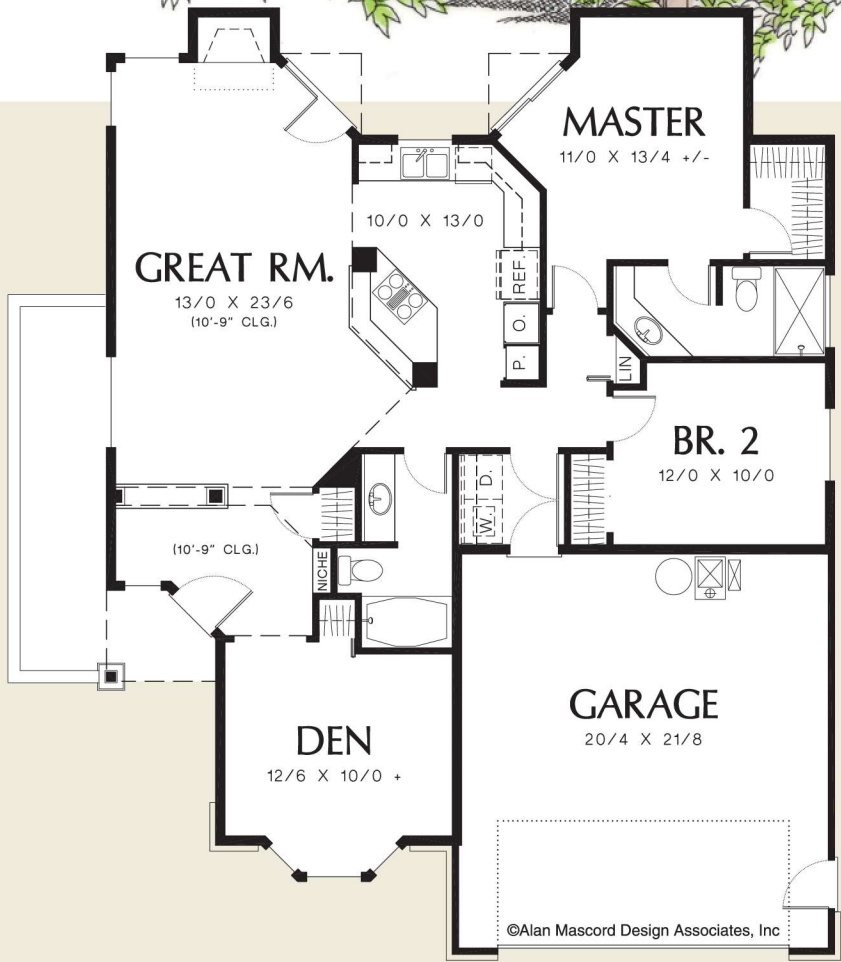 MASTER
11/0 X 13/4 +/-
10/0 X 13/0
GREAT RM.
13/0 X 23/6
(10'-9" CLG.)
REF.
O.
P.
LIN
BR. 2
12/0 X 10/0
W. D.
(10'-9" CLG.)
NICHE
GARAGE
20/4 X 21/8
DEN
12/6 X 10/0 +
©Alan Mascord Design Associates, Inc